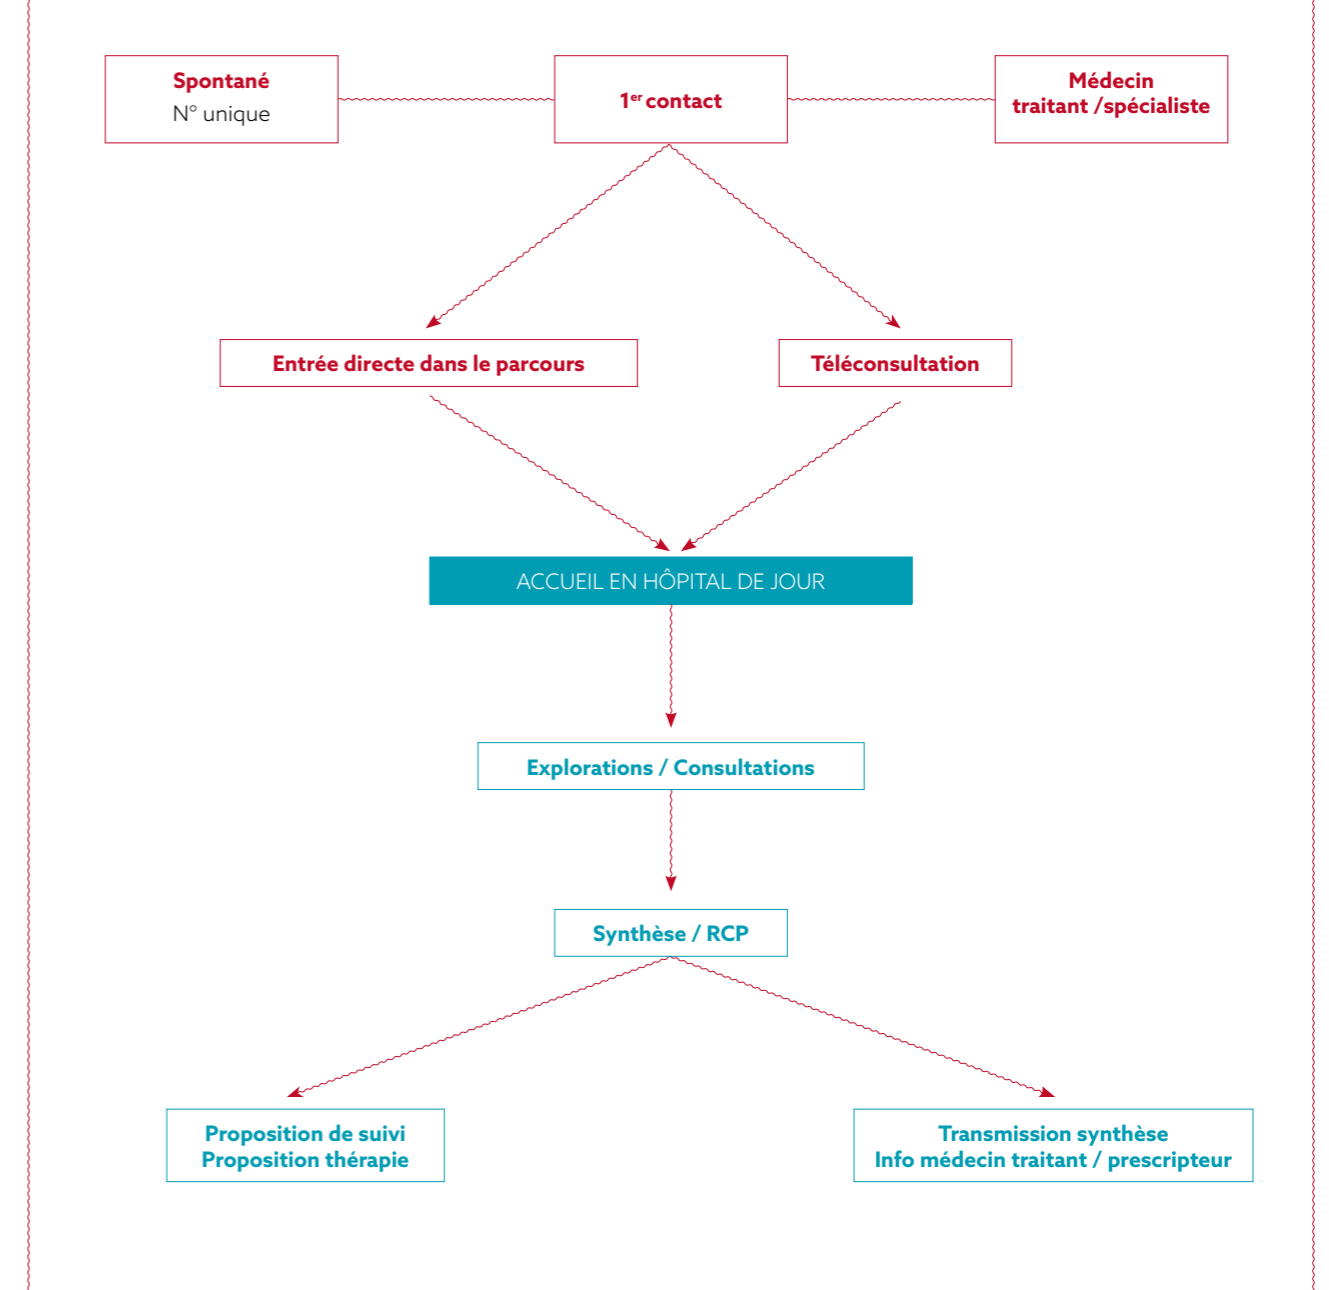 Spontané
N° unique
1er contact
Médecin
traitant /spécialiste
Entrée directe dans le parcours
Téléconsultation
ACCUEIL EN HÔPITAL DE JOUR
Explorations / Consultations
Synthèse / RCP
Proposition de suivi
Proposition thérapie
Transmission synthèse
Info médecin traitant / prescripteur